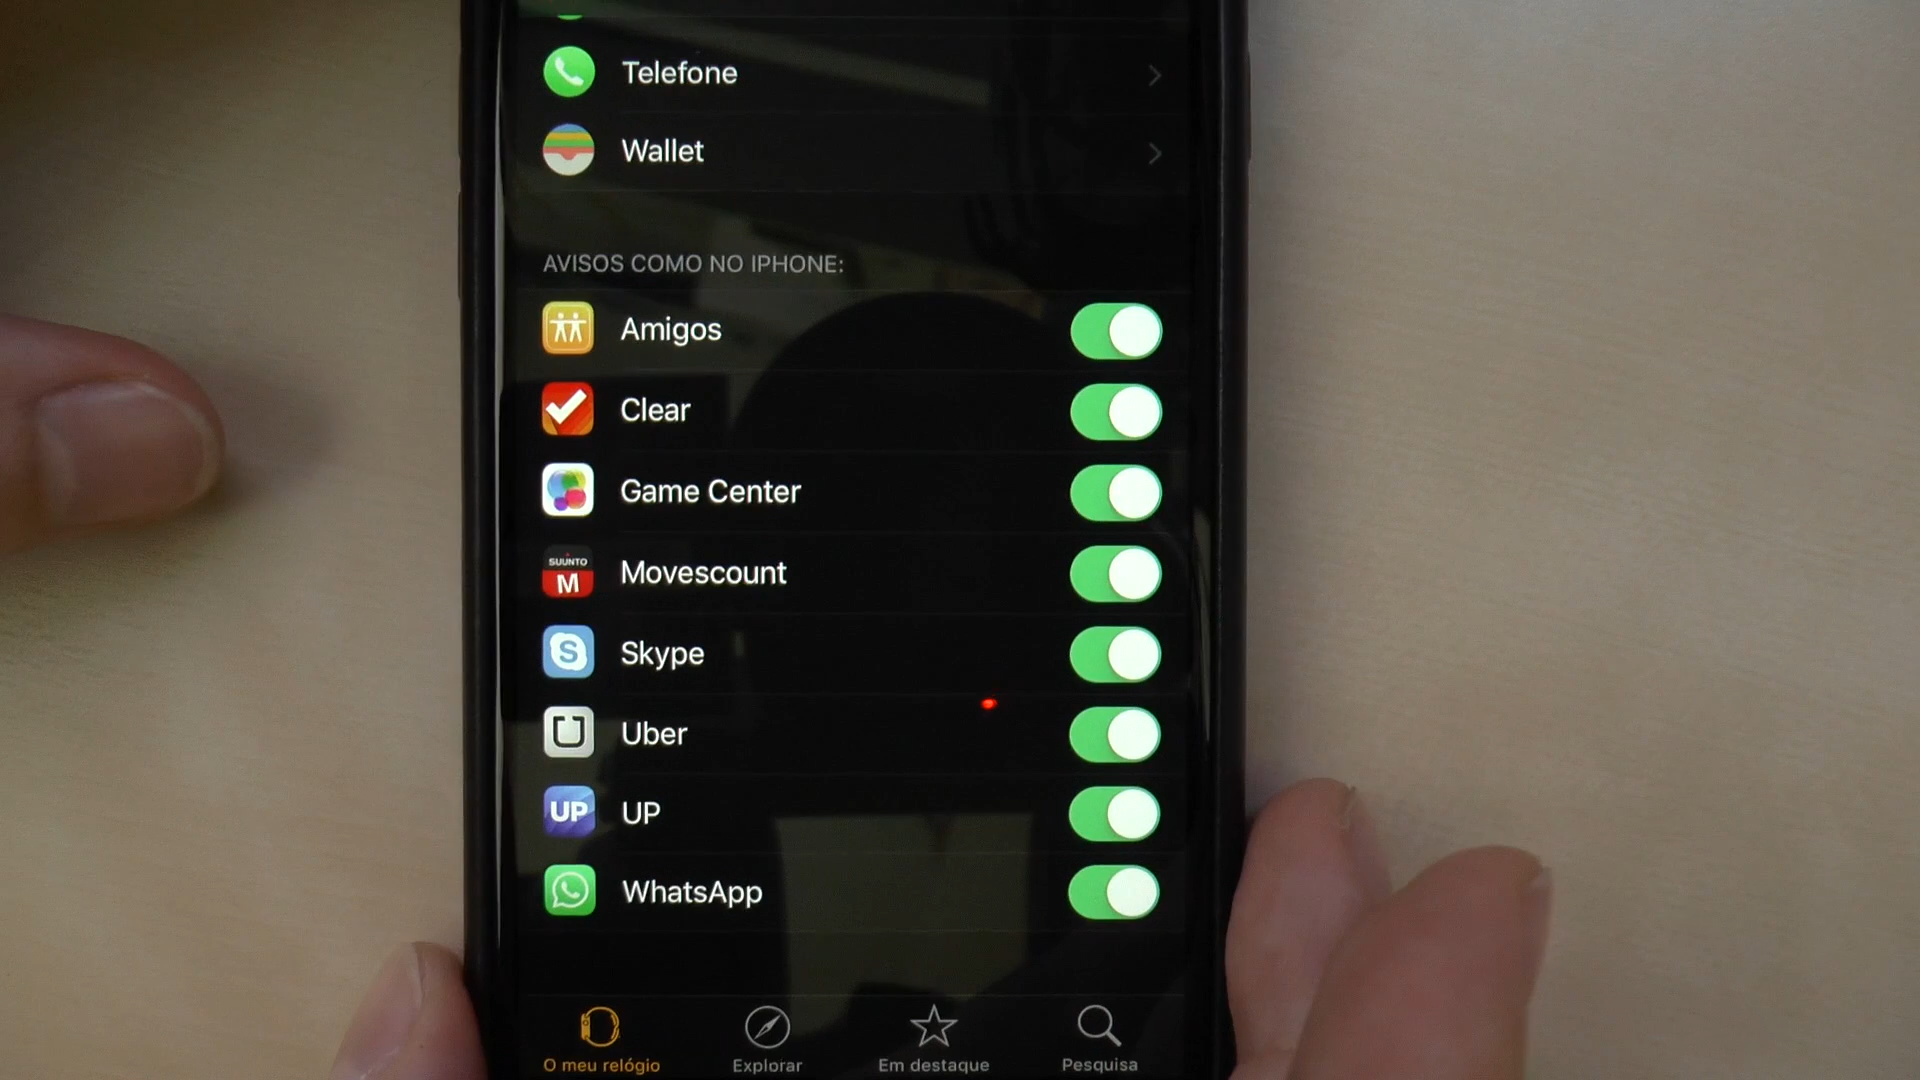 Telefone
Wallet
AVISOS COMO NO IPHONE:
Amigos
Clear
Game Center
SUUNTO
M
Movescount
S
Skype
Uber
UP
UP
WhatsApp
O meu relógio
Explorar
Em destaque
Pesquisa